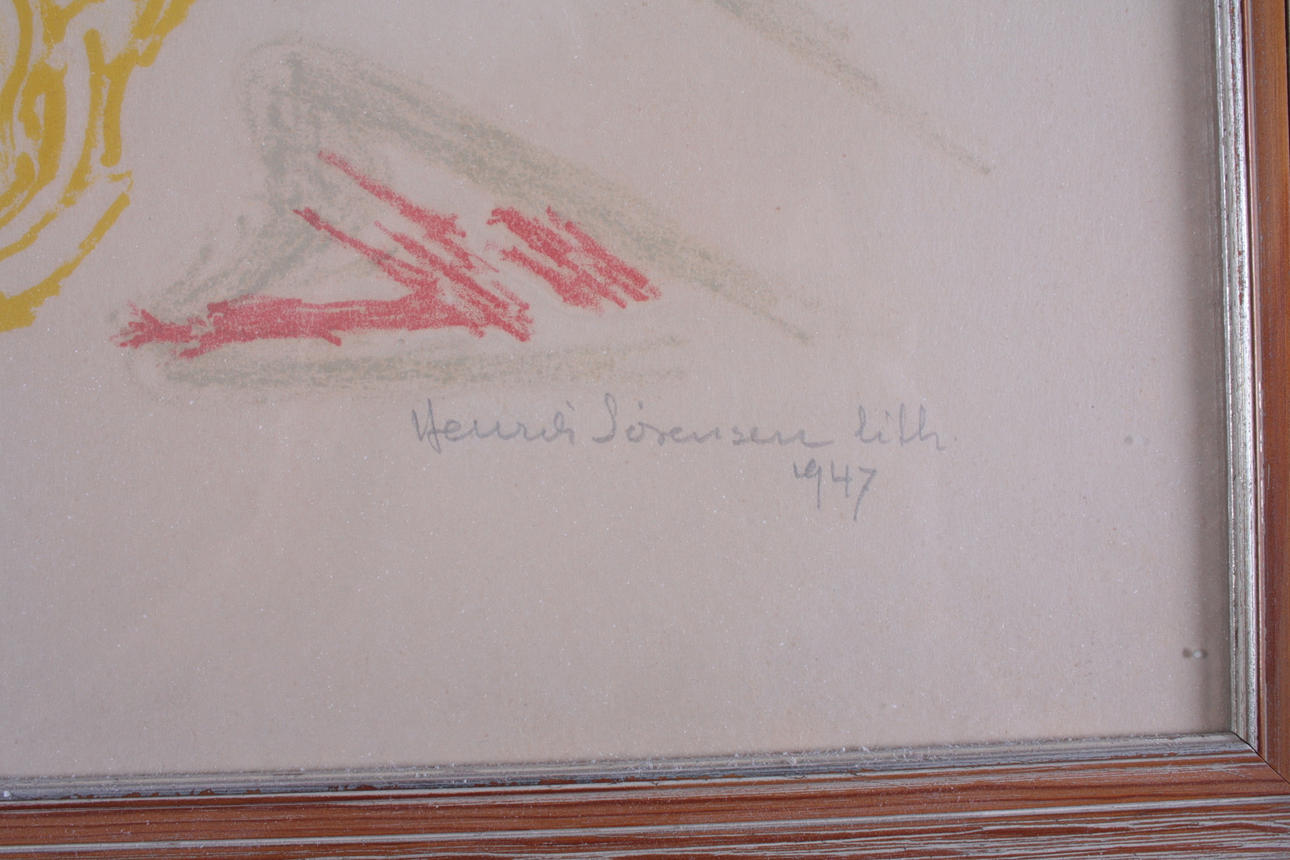 Henrik Sørensen lith.
1947